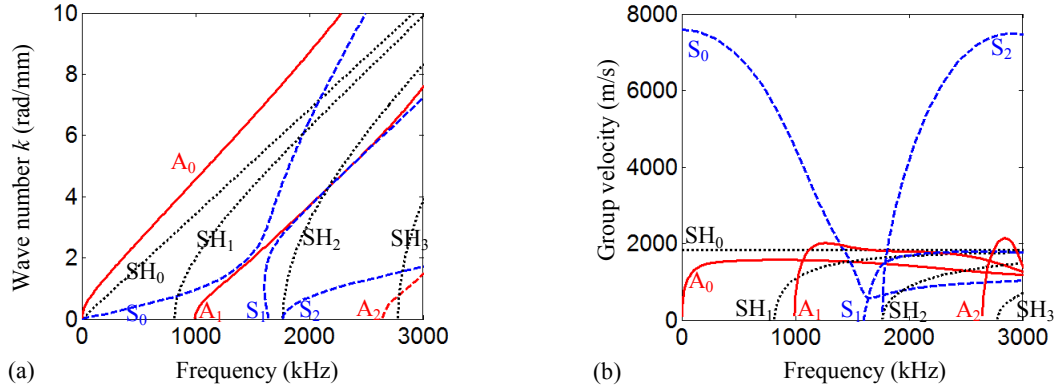 10
8
6
4
2
0
Wave number k (rad/mm)
A₀
SH₀
SH₁
SH₂
SH₃
S₀
A₁
S₁
S₂
A₂
0 1000 2000 3000
Frequency (kHz)
(a)
8000
6000
4000
2000
0
Group velocity (m/s)
S₀
S₂
SH₀
A₀
SH₁
A₁
S₁
SH₂
A₂
SH₃
0 1000 2000 3000
Frequency (kHz)
(b)